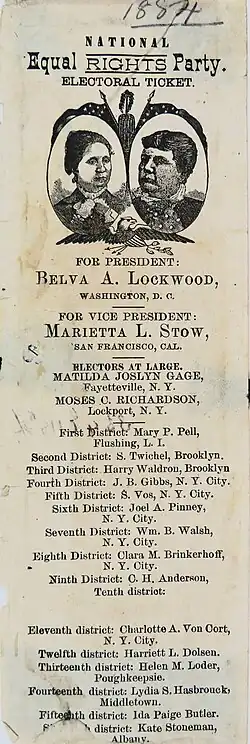 1884
NATIONAL
Equal RIGHTS Party.
ELECTORAL TICKET.
FOR PRESIDENT:
BELVA A. LOCKWOOD,
WASHINGTON, D. C.
FOR VICE PRESIDENT:
MARIETTA L. STOW,
SAN FRANCISCO, CAL.
ELECTORS AT LARGE.
MATILDA JOSLYN GAGE,
Fayetteville, N. Y.
MOSES C. RICHARDSON,
Lockport, N. Y.
First District: Mary P. Pell,
Flushing, L. I.
Second District: S. Twichel, Brooklyn.
Third District: Harry Waldron, Brooklyn
Fourth District: J. B. Gibbs, N. Y. City.
Fifth District: S. Vos, N. Y. City.
Sixth District: Joel A. Pinney,
N. Y. City.
Seventh District: Wm. B. Walsh,
N. Y. City.
Eighth District: Clara M. Brinkerhoff,
N. Y. City.
Ninth District: C. H. Anderson,
Tenth district:
Eleventh district: Charlotte A. Von Cort,
N. Y. City.
Twelfth district: Harriett L. Dolsen.
Thirteenth district: Helen M. Loder,
Poughkeepsie.
Fourteenth district: Lydia S. Hasbrouck,
Middletown.
Fifteenth district: Ida Paige Butler.
district: Kate Stoneman,
Albany.